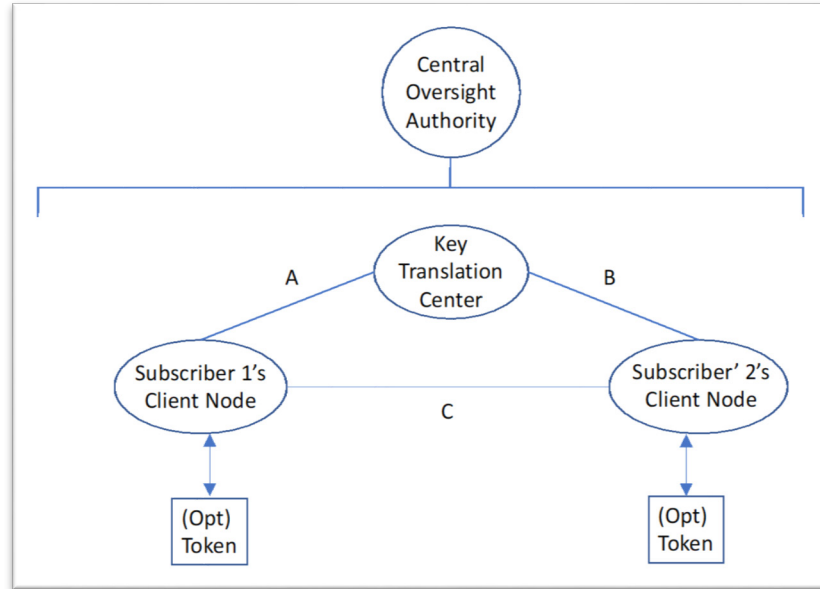 Central
Oversight
Authority
Key
Translation
Center
A
B
Subscriber 1's
Client Node
Subscriber' 2's
Client Node
C
(Opt)
Token
(Opt)
Token